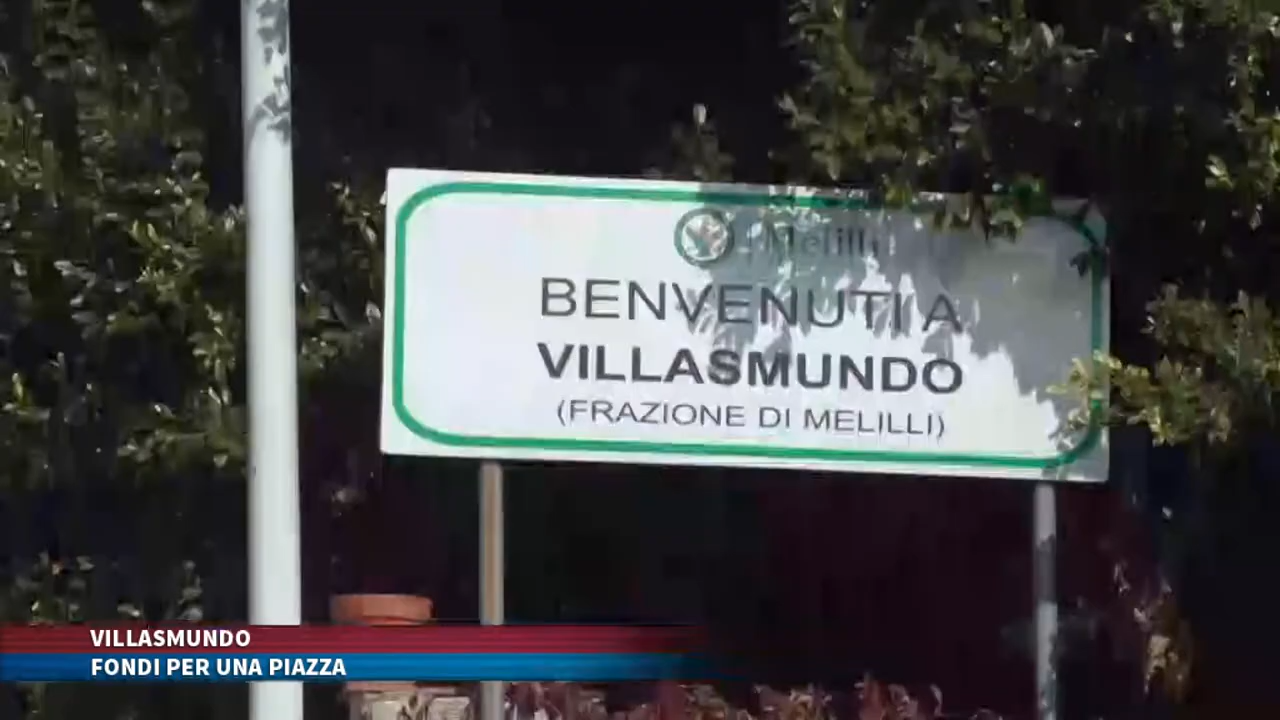 Melilli
BENVENUTI A
VILLASMUNDO
(FRAZIONE DI MELILLI)
VILLASMUNDO
FONDI PER UNA PIAZZA